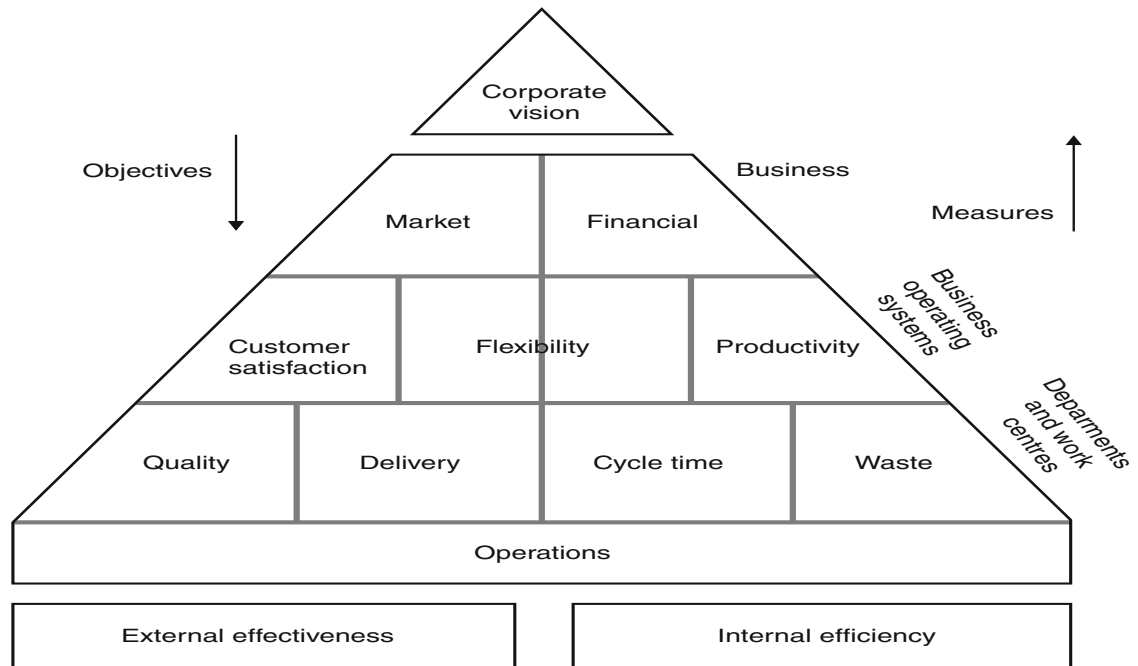 Corporate
vision
Objectives
Business
Measures
Market
Financial
Business
operating
systems
Customer
satisfaction
Flexibility
Productivity
Deparments
and work
centres
Quality
Delivery
Cycle time
Waste
Operations
External effectiveness
Internal efficiency